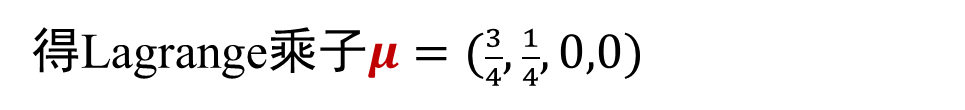 得Lagrange乘子μ = (3/4, 1/4, 0,0)